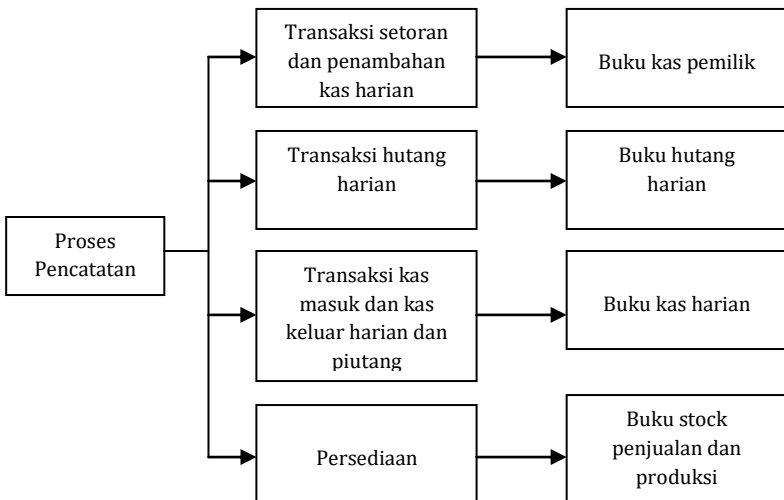 Transaksi setoran
dan penambahan
kas harian
Buku kas pemilik
Transaksi hutang
harian
Buku hutang
harian
Proses
Pencatatan
Transaksi kas
masuk dan kas
keluar harian dan
piutang
Buku kas harian
Persediaan
Buku stock
penjualan dan
produksi